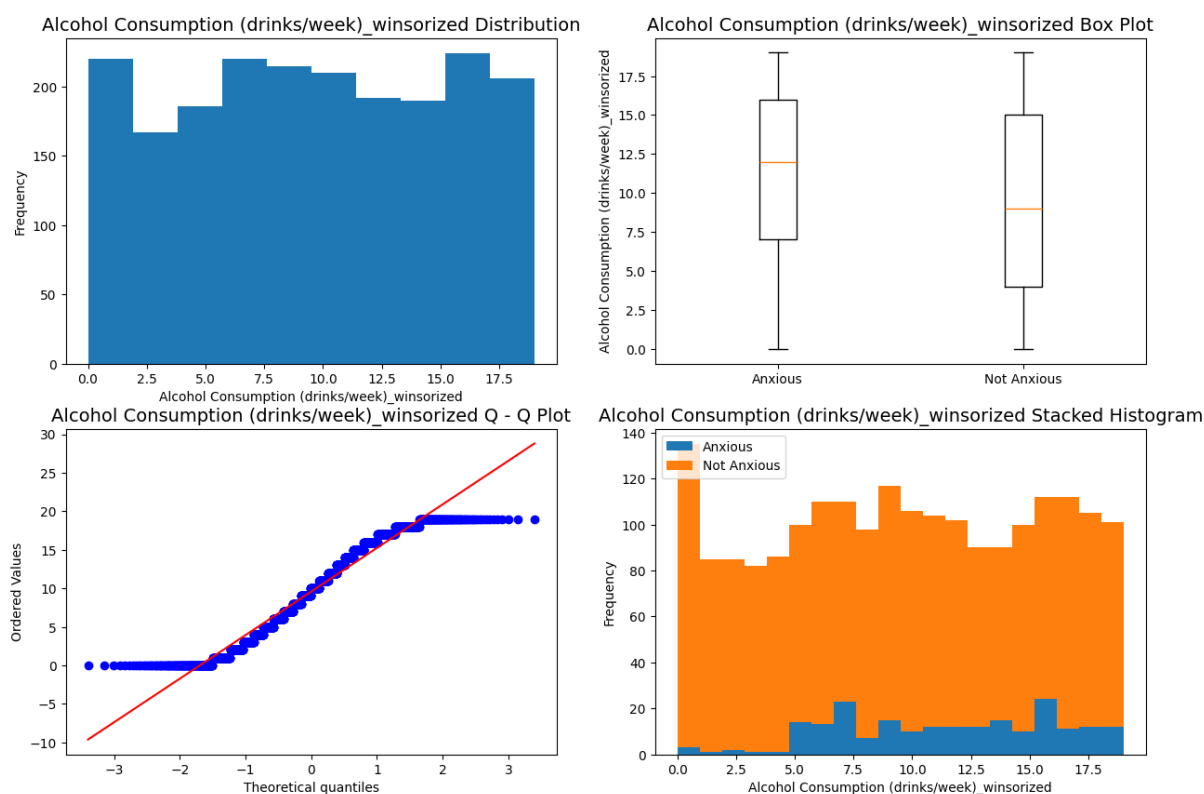 Alcohol Consumption (drinks/week)_winsorized Distribution
Frequency
200
150
100
50
0
0.0 2.5 5.0 7.5 10.0 12.5 15.0 17.5
Alcohol Consumption (drinks/week)_winsorized
Alcohol Consumption (drinks/week)_winsorized Box Plot
Alcohol Consumption (drinks/week)_winsorized
17.5
15.0
12.5
10.0
7.5
5.0
2.5
0.0
Anxious Not Anxious
Alcohol Consumption (drinks/week)_winsorized Q - Q Plot
Ordered Values
30
25
20
15
10
5
0
−5
−10
−3 −2 −1 0 1 2 3
Theoretical quantiles
Alcohol Consumption (drinks/week)_winsorized Stacked Histogram
Anxious
Not Anxious
Frequency
140
120
100
80
60
40
20
0
0.0 2.5 5.0 7.5 10.0 12.5 15.0 17.5
Alcohol Consumption (drinks/week)_winsorized